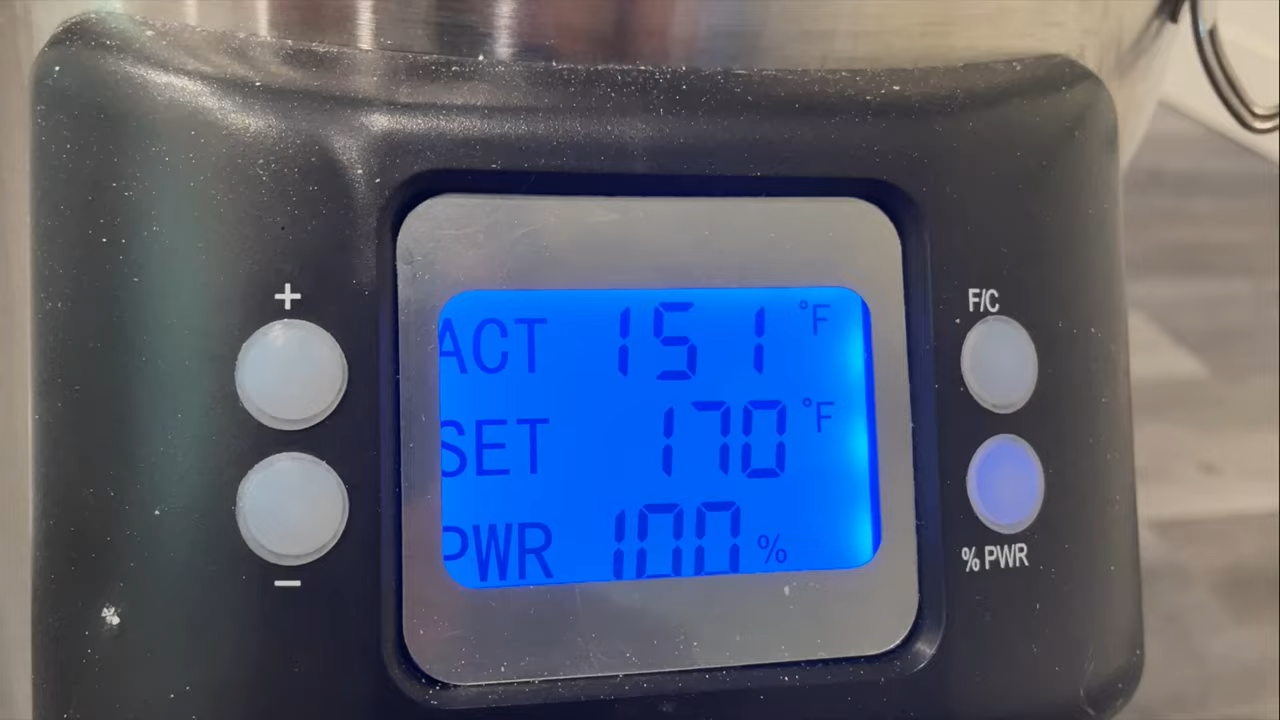 +
−
ACT 151 °F
SET 170 °F
PWR 100 %
F/C
% PWR